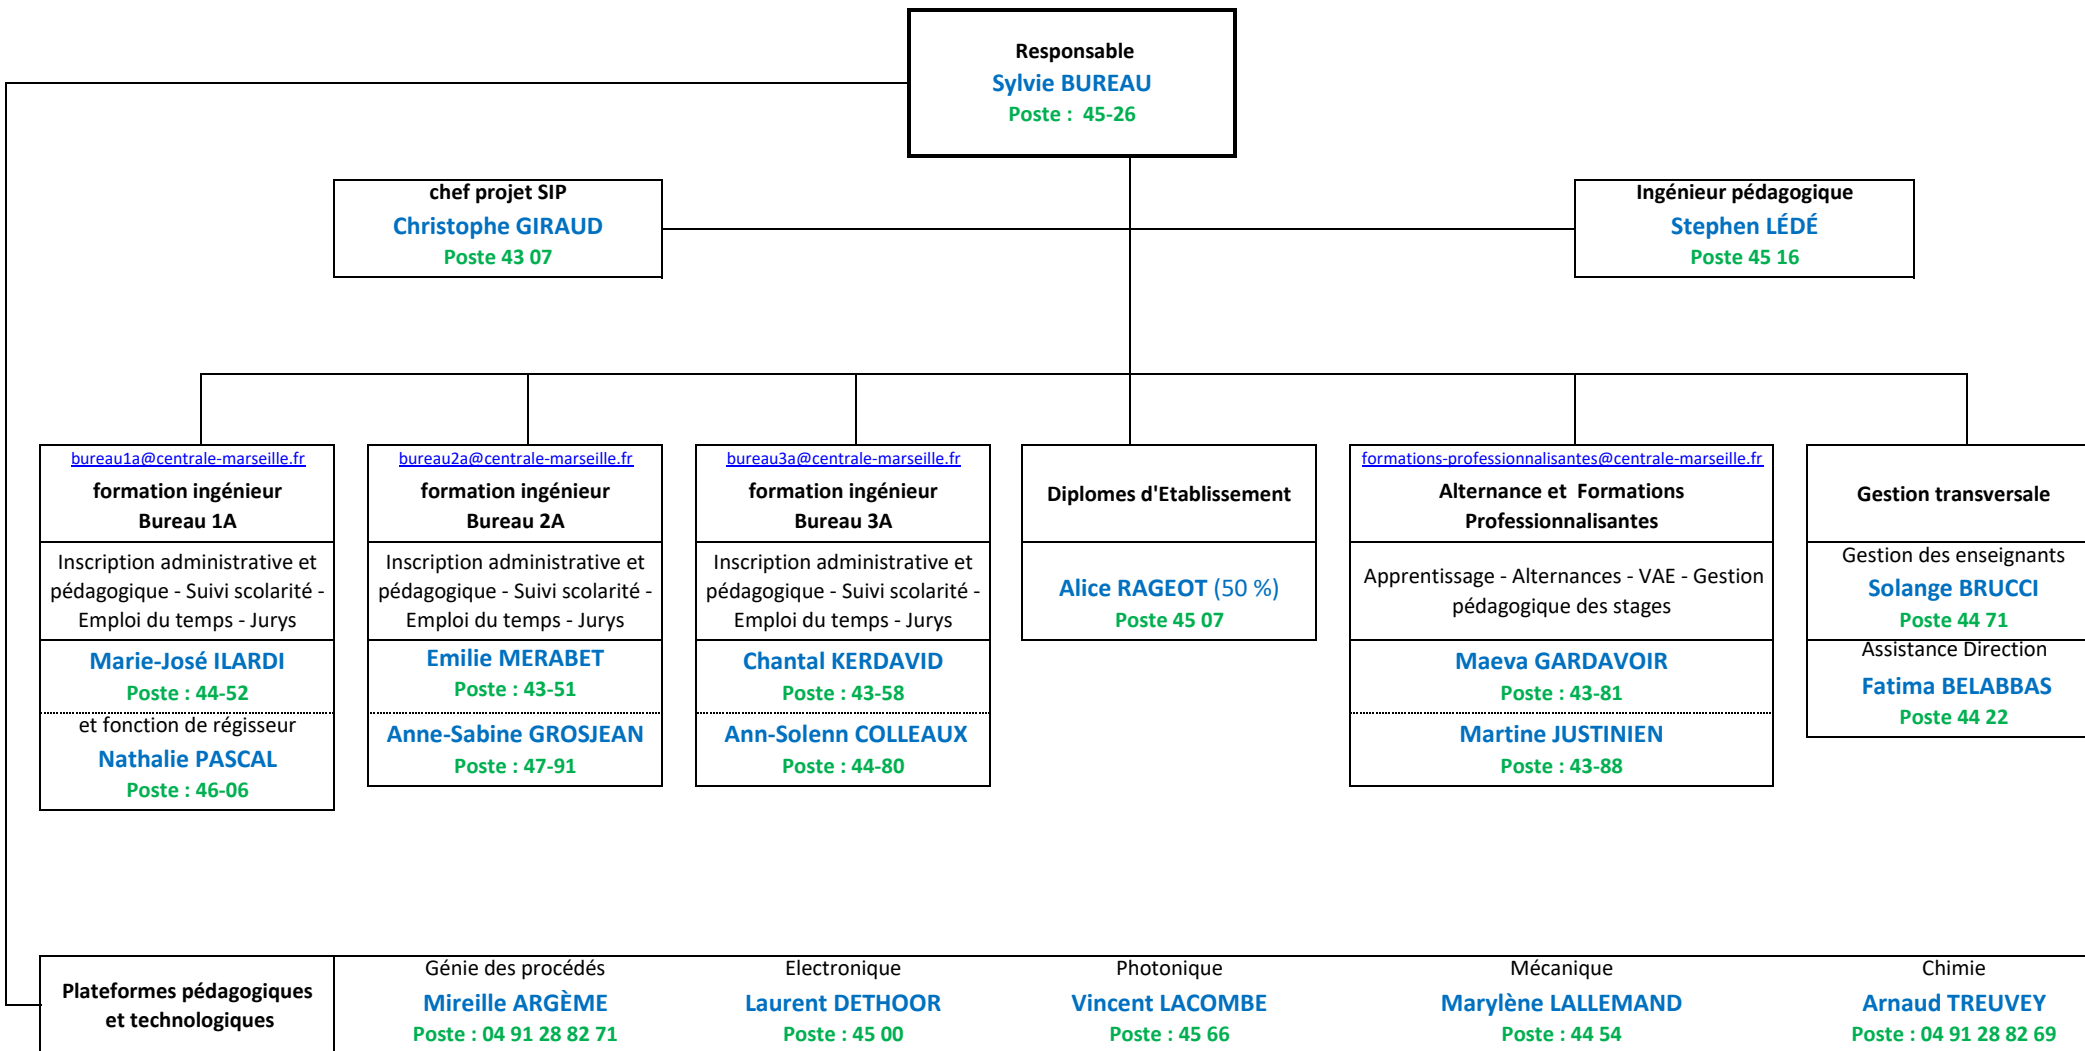 Responsable
Sylvie BUREAU
Poste : 45-26
chef projet SIP
Christophe GIRAUD
Poste 43 07
Ingénieur pédagogique
Stephen LÉDÉ
Poste 45 16
bureau1a@centrale-marseille.fr
formation ingénieur
Bureau 1A
Inscription administrative et
pédagogique - Suivi scolarité -
Emploi du temps - Jurys
Marie-José ILARDI
Poste : 44-52
et fonction de régisseur
Nathalie PASCAL
Poste : 46-06
bureau2a@centrale-marseille.fr
formation ingénieur
Bureau 2A
Inscription administrative et
pédagogique - Suivi scolarité -
Emploi du temps - Jurys
Emilie MERABET
Poste : 43-51
Anne-Sabine GROSJEAN
Poste : 47-91
bureau3a@centrale-marseille.fr
formation ingénieur
Bureau 3A
Inscription administrative et
pédagogique - Suivi scolarité -
Emploi du temps - Jurys
Chantal KERDAVID
Poste : 43-58
Ann-Solenn COLLEAUX
Poste : 44-80
Diplomes d'Etablissement
Alice RAGEOT (50 %)
Poste 45 07
formations-professionnalisantes@centrale-marseille.fr
Alternance et Formations
Professionnalisantes
Apprentissage - Alternances - VAE - Gestion
pédagogique des stages
Maeva GARDAVOIR
Poste : 43-81
Martine JUSTINIEN
Poste : 43-88
Gestion transversale
Gestion des enseignants
Solange BRUCCI
Poste 44 71
Assistance Direction
Fatima BELABBAS
Poste 44 22
Plateformes pédagogiques
et technologiques
Génie des procédés
Mireille ARGÈME
Poste : 04 91 28 82 71
Electronique
Laurent DETHOOR
Poste : 45 00
Photonique
Vincent LACOMBE
Poste : 45 66
Mécanique
Marylène LALLEMAND
Poste : 44 54
Chimie
Arnaud TREUVEY
Poste : 04 91 28 82 69